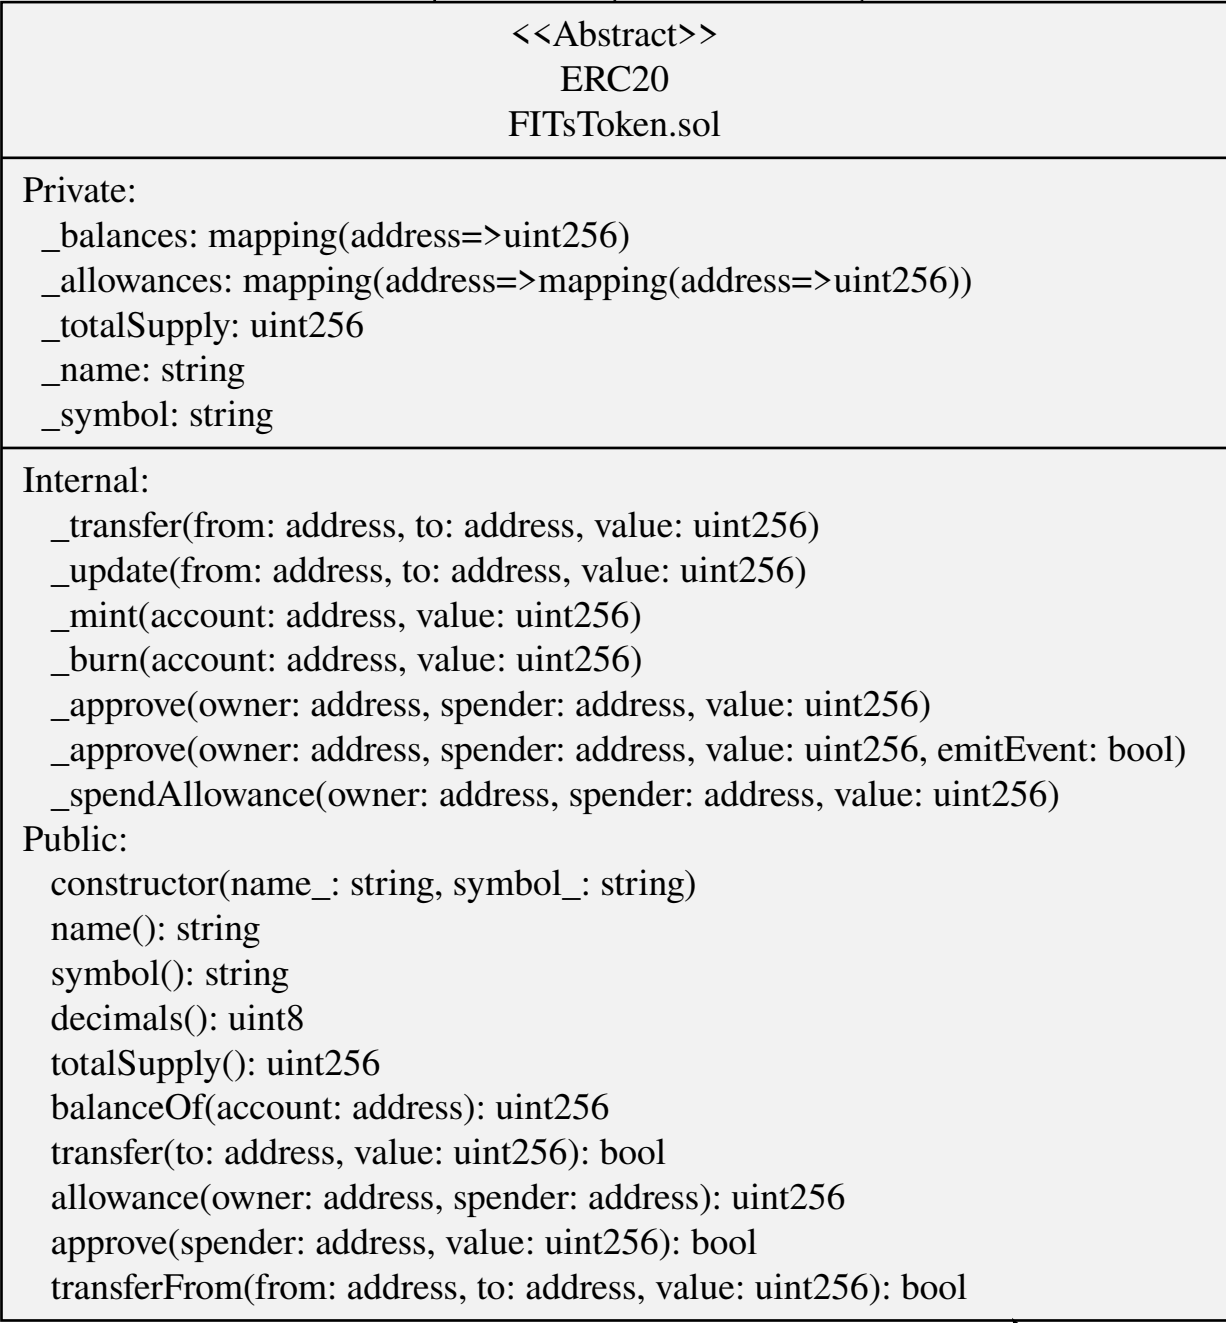 <<Abstract>>
ERC20
FITsToken.sol
Private:
_balances: mapping(address=>uint256)
_allowances: mapping(address=>mapping(address=>uint256))
_totalSupply: uint256
_name: string
_symbol: string
Internal:
_transfer(from: address, to: address, value: uint256)
_update(from: address, to: address, value: uint256)
_mint(account: address, value: uint256)
_burn(account: address, value: uint256)
_approve(owner: address, spender: address, value: uint256)
_approve(owner: address, spender: address, value: uint256, emitEvent: bool)
_spendAllowance(owner: address, spender: address, value: uint256)
Public:
constructor(name_: string, symbol_: string)
name(): string
symbol(): string
decimals(): uint8
totalSupply(): uint256
balanceOf(account: address): uint256
transfer(to: address, value: uint256): bool
allowance(owner: address, spender: address): uint256
approve(spender: address, value: uint256): bool
transferFrom(from: address, to: address, value: uint256): bool